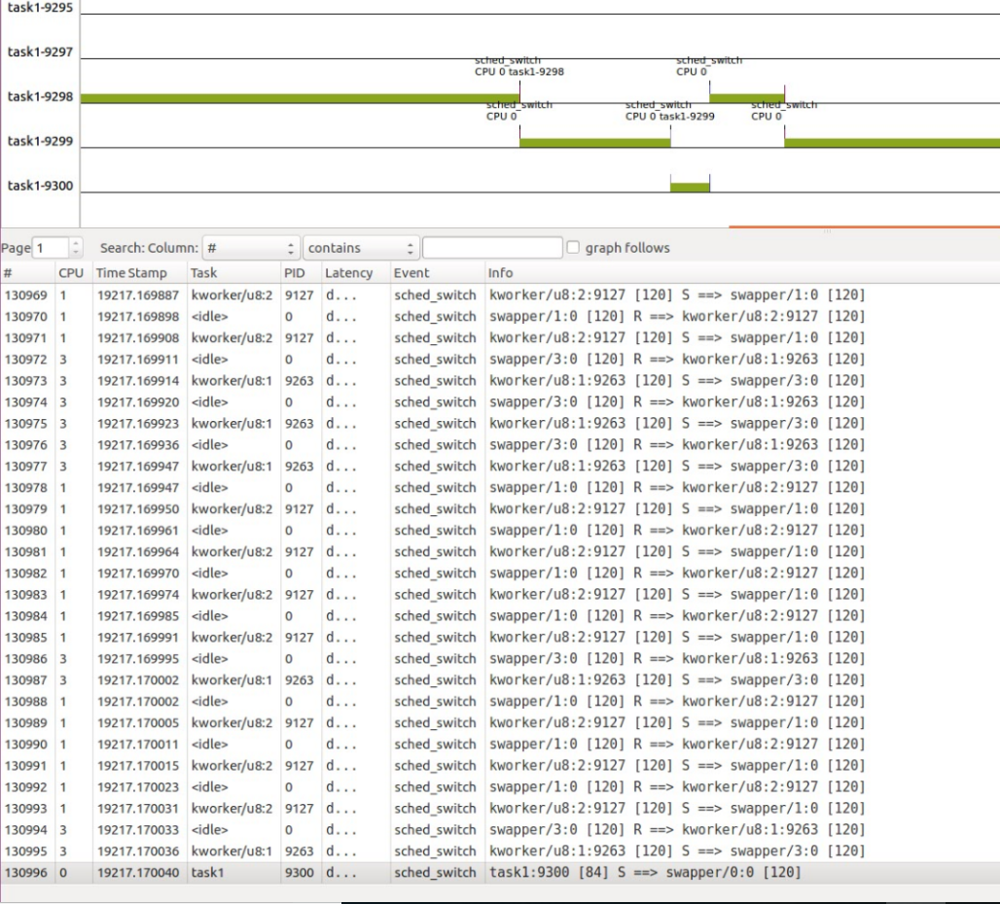 task1-9295
task1-9297
sched_switch sched_switch
CPU 0 task1-9298 CPU 0
task1-9298
sched_switch sched_switch sched_switch
CPU 0 CPU 0 task1-9299 CPU 0
task1-9299
task1-9300
Page 1 Search: Column: # contains graph follows
# CPU Time Stamp Task PID Latency Event Info
130969 1 19217.169887 kworker/u8:2 9127 d... sched_switch kworker/u8:2:9127 [120] S ==> swapper/1:0 [120]
130970 1 19217.169898 <idle> 0 d... sched_switch swapper/1:0 [120] R ==> kworker/u8:2:9127 [120]
130971 1 19217.169908 kworker/u8:2 9127 d... sched_switch kworker/u8:2:9127 [120] S ==> swapper/1:0 [120]
130972 3 19217.169911 <idle> 0 d... sched_switch swapper/3:0 [120] R ==> kworker/u8:1:9263 [120]
130973 3 19217.169914 kworker/u8:1 9263 d... sched_switch kworker/u8:1:9263 [120] S ==> swapper/3:0 [120]
130974 3 19217.169920 <idle> 0 d... sched_switch swapper/3:0 [120] R ==> kworker/u8:1:9263 [120]
130975 3 19217.169923 kworker/u8:1 9263 d... sched_switch kworker/u8:1:9263 [120] S ==> swapper/3:0 [120]
130976 3 19217.169936 <idle> 0 d... sched_switch swapper/3:0 [120] R ==> kworker/u8:1:9263 [120]
130977 3 19217.169947 kworker/u8:1 9263 d... sched_switch kworker/u8:1:9263 [120] S ==> swapper/3:0 [120]
130978 1 19217.169947 <idle> 0 d... sched_switch swapper/1:0 [120] R ==> kworker/u8:2:9127 [120]
130979 1 19217.169950 kworker/u8:2 9127 d... sched_switch kworker/u8:2:9127 [120] S ==> swapper/1:0 [120]
130980 1 19217.169961 <idle> 0 d... sched_switch swapper/1:0 [120] R ==> kworker/u8:2:9127 [120]
130981 1 19217.169964 kworker/u8:2 9127 d... sched_switch kworker/u8:2:9127 [120] S ==> swapper/1:0 [120]
130982 1 19217.169970 <idle> 0 d... sched_switch swapper/1:0 [120] R ==> kworker/u8:2:9127 [120]
130983 1 19217.169974 kworker/u8:2 9127 d... sched_switch kworker/u8:2:9127 [120] S ==> swapper/1:0 [120]
130984 1 19217.169985 <idle> 0 d... sched_switch swapper/1:0 [120] R ==> kworker/u8:2:9127 [120]
130985 1 19217.169991 kworker/u8:2 9127 d... sched_switch kworker/u8:2:9127 [120] S ==> swapper/1:0 [120]
130986 3 19217.169995 <idle> 0 d... sched_switch swapper/3:0 [120] R ==> kworker/u8:1:9263 [120]
130987 3 19217.170002 kworker/u8:1 9263 d... sched_switch kworker/u8:1:9263 [120] S ==> swapper/3:0 [120]
130988 1 19217.170002 <idle> 0 d... sched_switch swapper/1:0 [120] R ==> kworker/u8:2:9127 [120]
130989 1 19217.170005 kworker/u8:2 9127 d... sched_switch kworker/u8:2:9127 [120] S ==> swapper/1:0 [120]
130990 1 19217.170011 <idle> 0 d... sched_switch swapper/1:0 [120] R ==> kworker/u8:2:9127 [120]
130991 1 19217.170015 kworker/u8:2 9127 d... sched_switch kworker/u8:2:9127 [120] S ==> swapper/1:0 [120]
130992 1 19217.170023 <idle> 0 d... sched_switch swapper/1:0 [120] R ==> kworker/u8:2:9127 [120]
130993 1 19217.170031 kworker/u8:2 9127 d... sched_switch kworker/u8:2:9127 [120] S ==> swapper/1:0 [120]
130994 3 19217.170033 <idle> 0 d... sched_switch swapper/3:0 [120] R ==> kworker/u8:1:9263 [120]
130995 3 19217.170036 kworker/u8:1 9263 d... sched_switch kworker/u8:1:9263 [120] S ==> swapper/3:0 [120]
130996 0 19217.170040 task1 9300 d... sched_switch task1:9300 [84] S ==> swapper/0:0 [120]